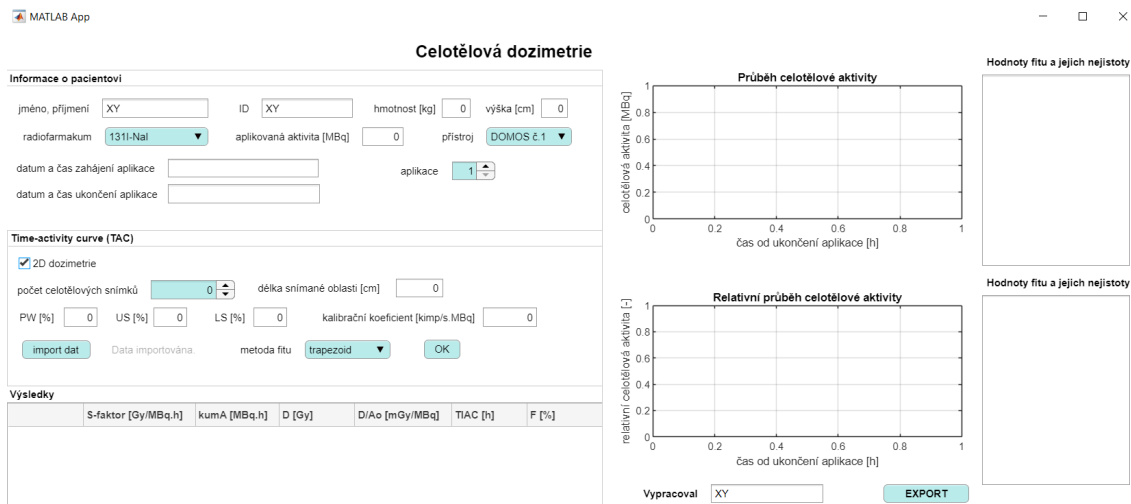 MATLAB App
Celotělová dozimetrie
Informace o pacientovi
jméno, příjmení XY ID XY hmotnost [kg] 0 výška [cm] 0
radiofarmakum 131I-NaI aplikovaná aktivita [MBq] 0 přístroj DOMOS č.1
datum a čas zahájení aplikace aplikace 1
datum a čas ukončení aplikace
Time-activity curve (TAC)
2D dozimetrie
počet celotělových snímků 0 délka snímané oblasti [cm] 0
PW [%] 0 US [%] 0 LS [%] 0 kalibrační koeficient [kimp/s.MBq] 0
import dat Data importována. metoda fitu trapezoid OK
Výsledky
S-faktor [Gy/MBq.h] kumA [MBq.h] D [Gy] D/Ao [mGy/MBq] TIAC [h] F [%]
Průběh celotělové aktivity
celotělová aktivita [MBq]
1
0.8
0.6
0.4
0.2
0
0 0.2 0.4 0.6 0.8 1
čas od ukončení aplikace [h]
Hodnoty fitu a jejich nejistoty
Relativní průběh celotělové aktivity
relativní celotělová aktivita [-]
1
0.8
0.6
0.4
0.2
0
0 0.2 0.4 0.6 0.8 1
čas od ukončení aplikace [h]
Hodnoty fitu a jejich nejistoty
Vypracoval XY EXPORT